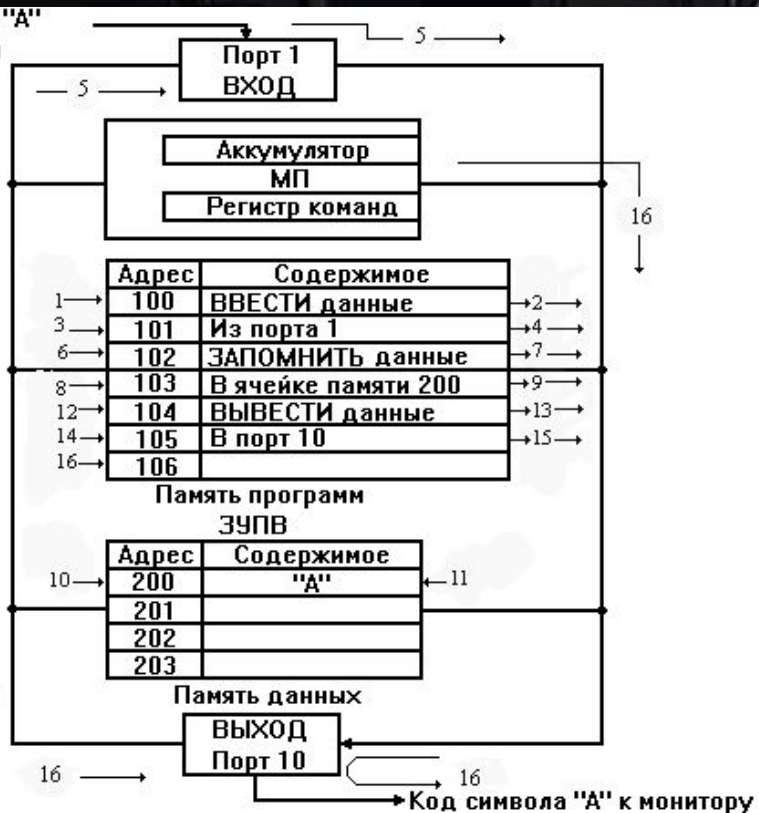 "А"
5
Порт 1
ВХОД
5
Аккумулятор
МП
Регистр команд
16
Адрес Содержимое
1 100 ВВЕСТИ данные 2
3 101 Из порта 1 4
6 102 ЗАПОМНИТЬ данные 7
8 103 В ячейке памяти 200 9
12 104 ВЫВЕСТИ данные 13
14 105 В порт 10 15
16 106
Память программ
ЗУПВ
Адрес Содержимое
10 200 "А" 11
201
202
203
Память данных
ВЫХОД
Порт 10
16
16
Код символа "А" к монитору